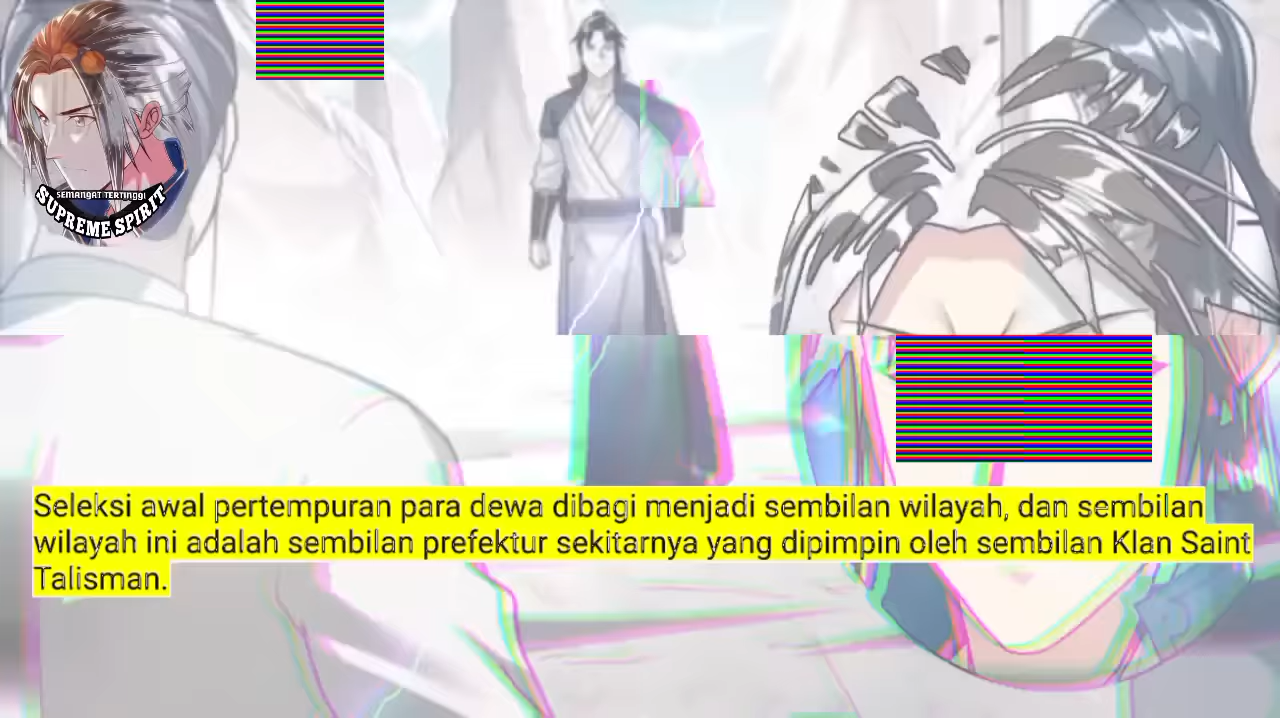 SEMANGAT TERTINGGI
SUPREME SPIRIT
Seleksi awal pertempuran para dewa dibagi menjadi sembilan wilayah, dan sembilan
wilayah ini adalah sembilan prefektur sekitarnya yang dipimpin oleh sembilan Klan Saint
Talisman.